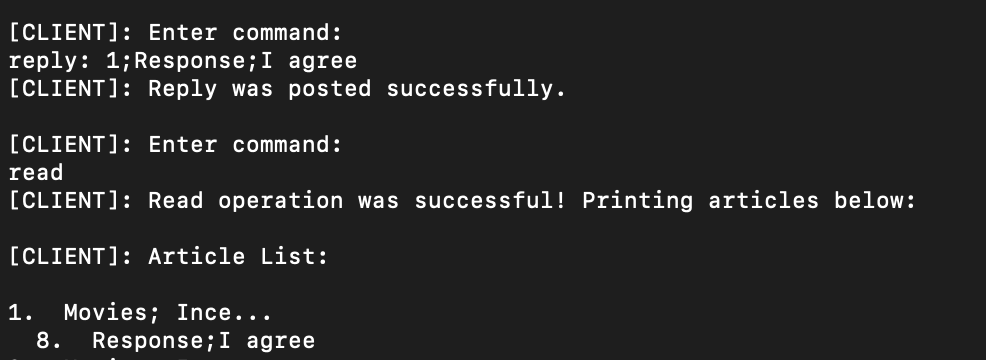 [CLIENT]: Enter command:
reply: 1;Response;I agree
[CLIENT]: Reply was posted successfully.
[CLIENT]: Enter command:
read
[CLIENT]: Read operation was successful! Printing articles below:
[CLIENT]: Article List:
1.  Movies; Ince...
  8.  Response;I agree